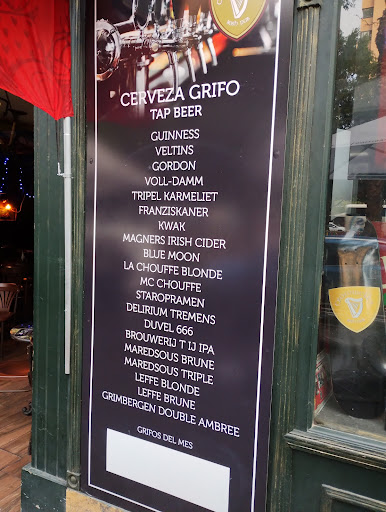 CERVEZA GRIFO
TAP BEER
GUINNESS
VELTINS
GORDON
VOLL-DAMM
TRIPEL KARMELIET
FRANZISKANER
KWAK
MAGNERS IRISH CIDER
BLUE MOON
LA CHOUFFE BLONDE
MC CHOUFFE
STAROPRAMEN
DELIRIUM TREMENS
DUVEL 666
BROUWERIJ T IJ IPA
MAREDSOUS BRUNE
MAREDSOUS TRIPLE
LEFFE BLONDE
LEFFE BRUNE
GRIMBERGEN DOUBLE AMBREE
GRIFOS DEL MES